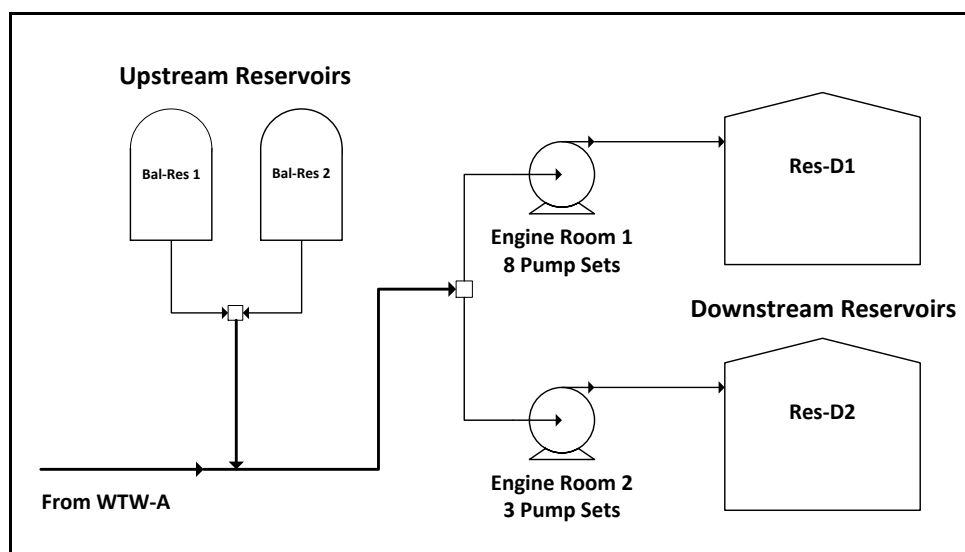 Upstream Reservoirs
Bal-Res 1
Bal-Res 2
Res-D1
Engine Room 1
8 Pump Sets
Downstream Reservoirs
Res-D2
Engine Room 2
3 Pump Sets
From WTW-A